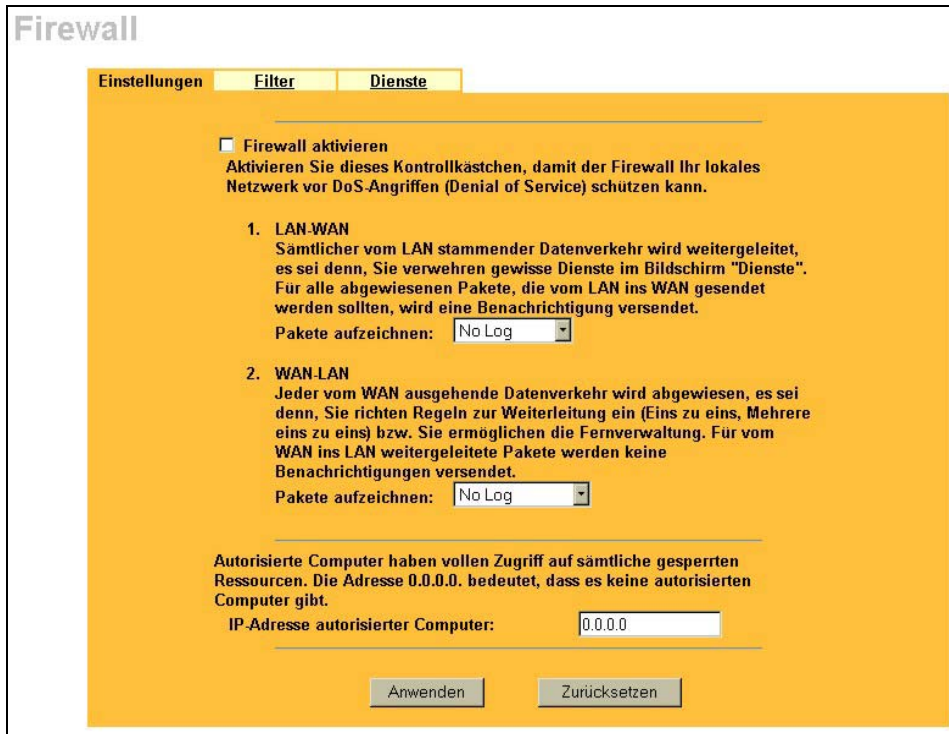 Firewall
Einstellungen Filter Dienste
Firewall aktivieren
Aktivieren Sie dieses Kontrollkästchen, damit der Firewall Ihr lokales
Netzwerk vor DoS-Angriffen (Denial of Service) schützen kann.
1. LAN-WAN
Sämtlicher vom LAN stammender Datenverkehr wird weitergeleitet,
es sei denn, Sie verwehren gewisse Dienste im Bildschirm "Dienste".
Für alle abgewiesenen Pakete, die vom LAN ins WAN gesendet
werden sollten, wird eine Benachrichtigung versendet.
Pakete aufzeichnen: No Log
2. WAN-LAN
Jeder vom WAN ausgehende Datenverkehr wird abgewiesen, es sei
denn, Sie richten Regeln zur Weiterleitung ein (Eins zu eins, Mehrere
eins zu eins) bzw. Sie ermöglichen die Fernverwaltung. Für vom
WAN ins LAN weitergeleitete Pakete werden keine
Benachrichtigungen versendet.
Pakete aufzeichnen: No Log
Autorisierte Computer haben vollen Zugriff auf sämtliche gesperrten
Ressourcen. Die Adresse 0.0.0.0. bedeutet, dass es keine autorisierten
Computer gibt.
IP-Adresse autorisierter Computer: 0.0.0.0
Anwenden Zurücksetzen